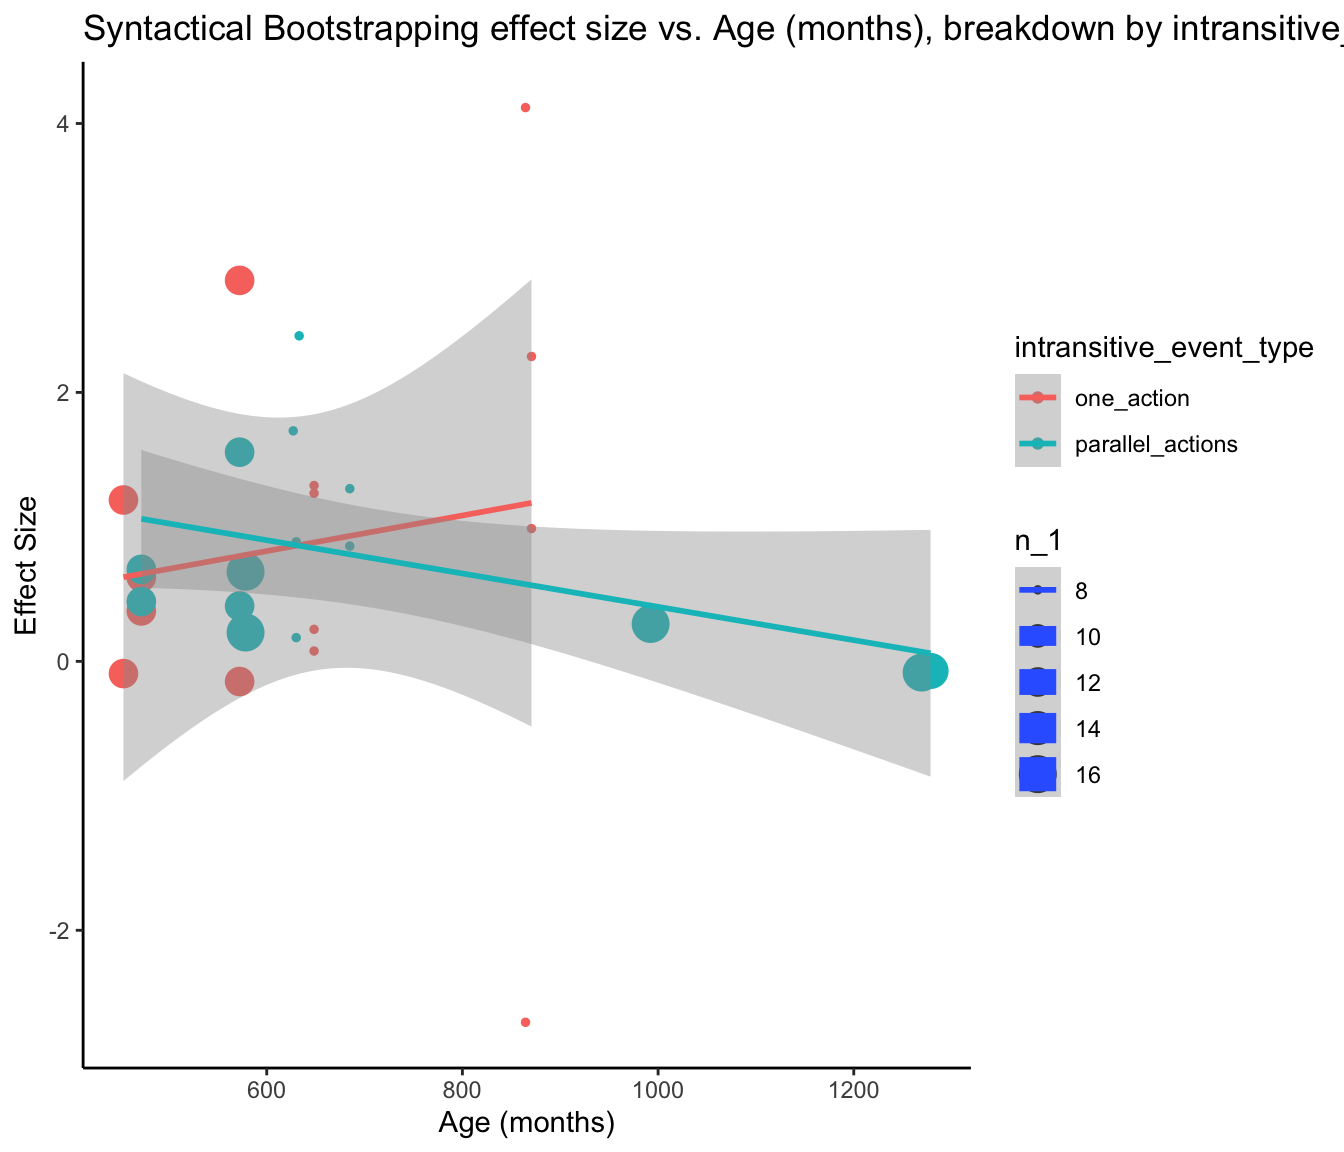 Syntactical Bootstrapping effect size vs. Age (months), breakdown by intransitive_
4
2
0
-2
Effect Size
600 800 1000 1200
Age (months)
intransitive_event_type
one_action
parallel_actions
n_1
8
10
12
14
16